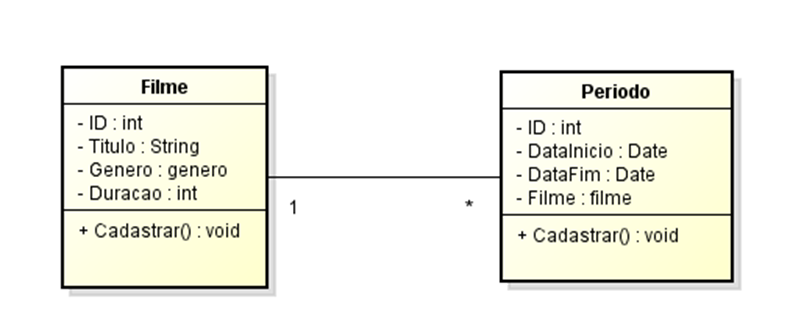 Filme
- ID : int
- Titulo : String
- Genero : genero
- Duracao : int
+ Cadastrar() : void
1
*
Periodo
- ID : int
- DataInicio : Date
- DataFim : Date
- Filme : filme
+ Cadastrar() : void